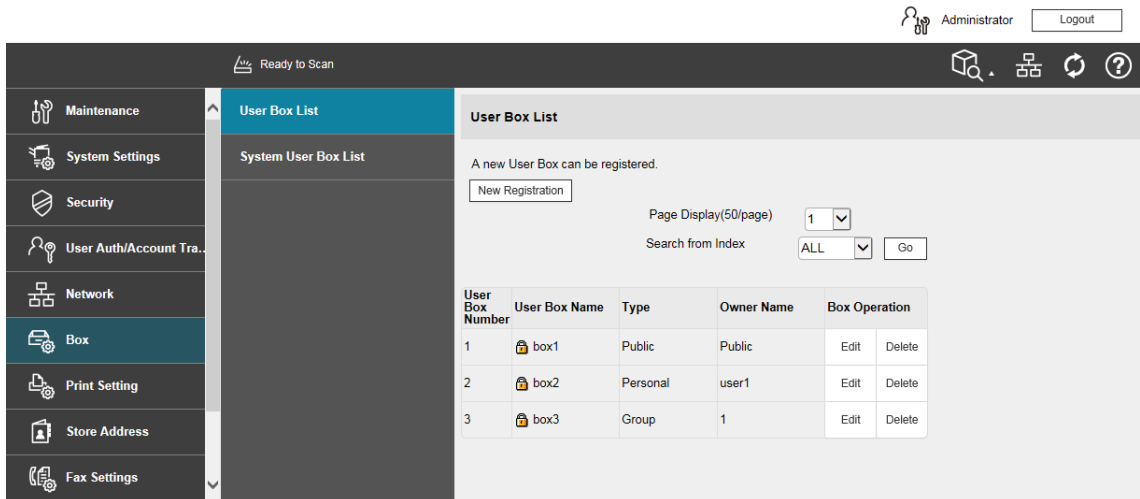 Administrator
Logout
Ready to Scan
Maintenance
System Settings
Security
User Auth/Account Tra..
Network
Box
Print Setting
Store Address
Fax Settings
User Box List
System User Box List
User Box List
A new User Box can be registered.
New Registration
Page Display(50/page) 1
Search from Index ALL Go
User Box Number User Box Name Type Owner Name Box Operation
1 box1 Public Public Edit Delete
2 box2 Personal user1 Edit Delete
3 box3 Group 1 Edit Delete